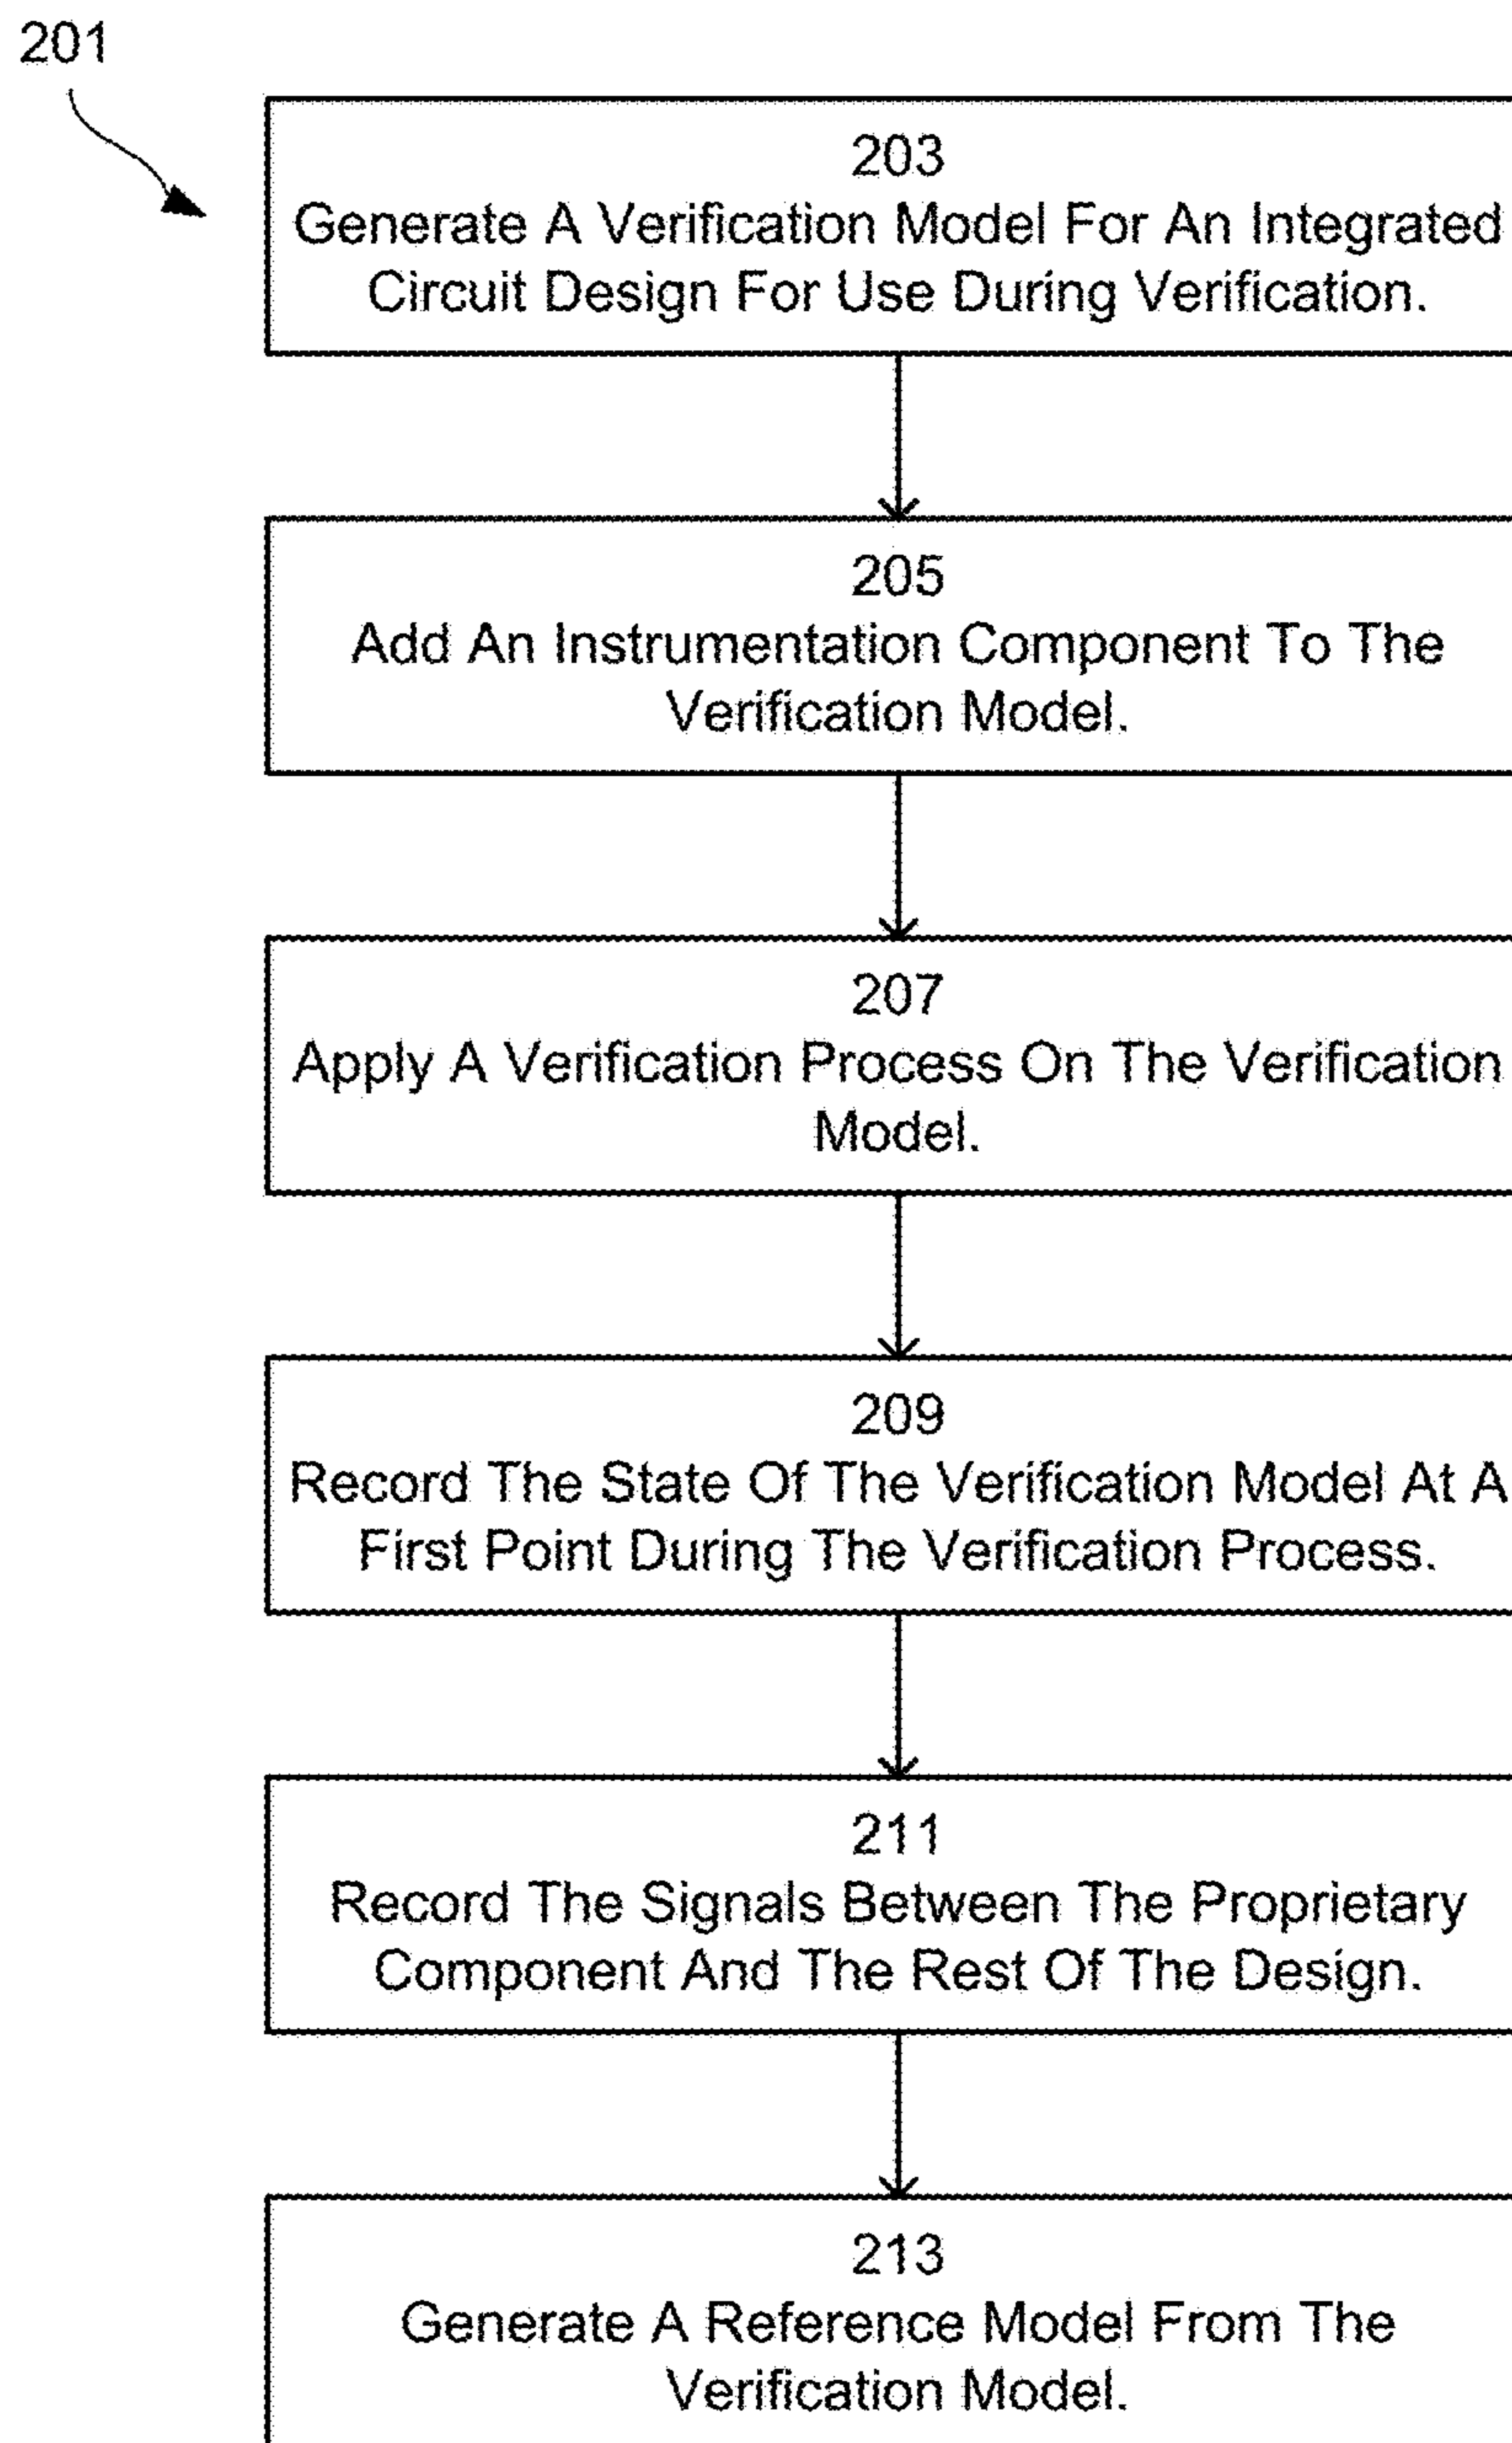 201
203
Generate A Verification Model For An Integrated
Circuit Design For Use During Verification.
205
Add An Instrumentation Component To The
Verification Model.
207
Apply A Verification Process On The Verification
Model.
209
Record The State Of The Verification Model At A
First Point During The Verification Process.
211
Record The Signals Between The Proprietary
Component And The Rest Of The Design.
213
Generate A Reference Model From The
Verification Model.